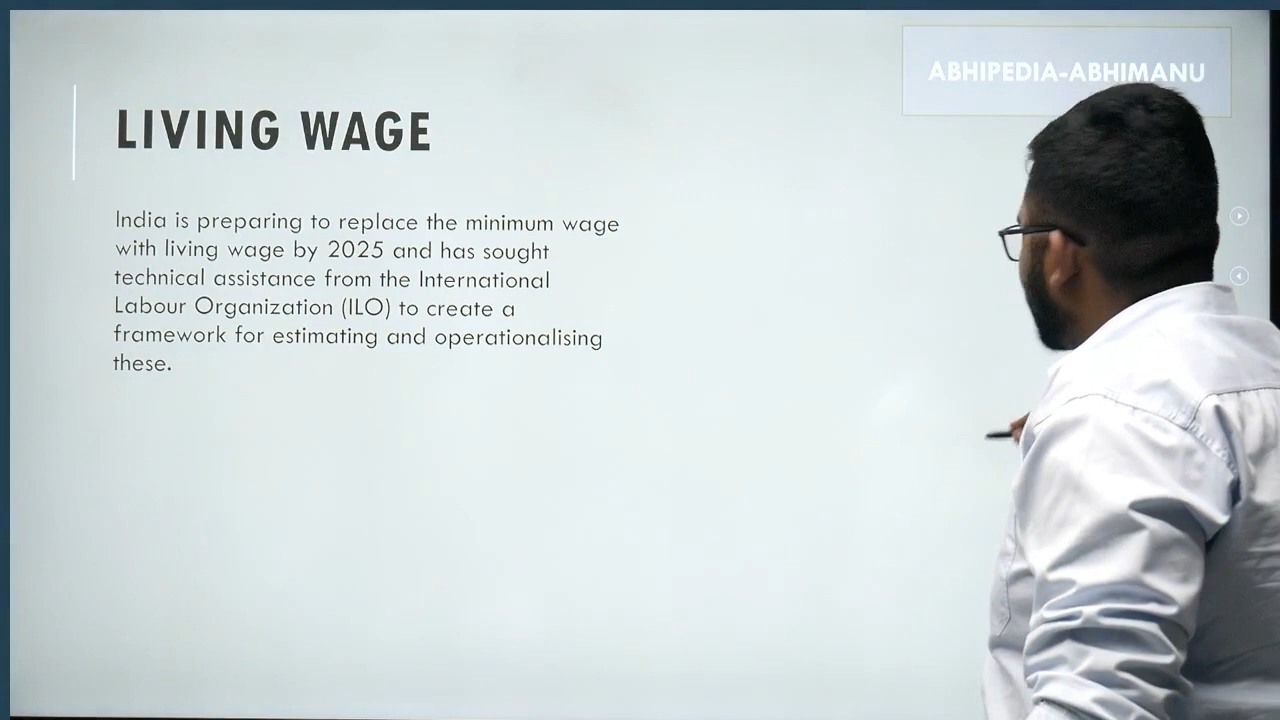 ABHIPEDIA-ABHIMANU
LIVING WAGE
India is preparing to replace the minimum wage
with living wage by 2025 and has sought
technical assistance from the International
Labour Organization (ILO) to create a
framework for estimating and operationalising
these.